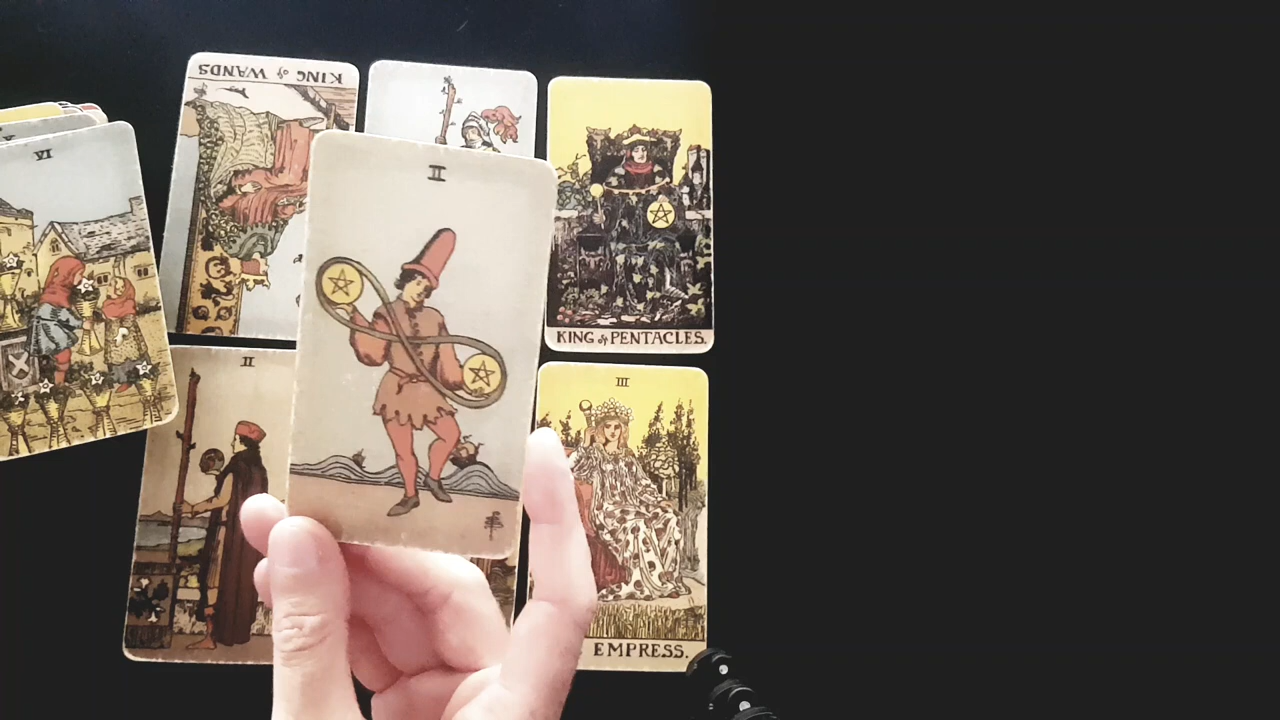 KING of WANDS
VI
II
KING of PENTACLES.
II
III
EMPRESS.